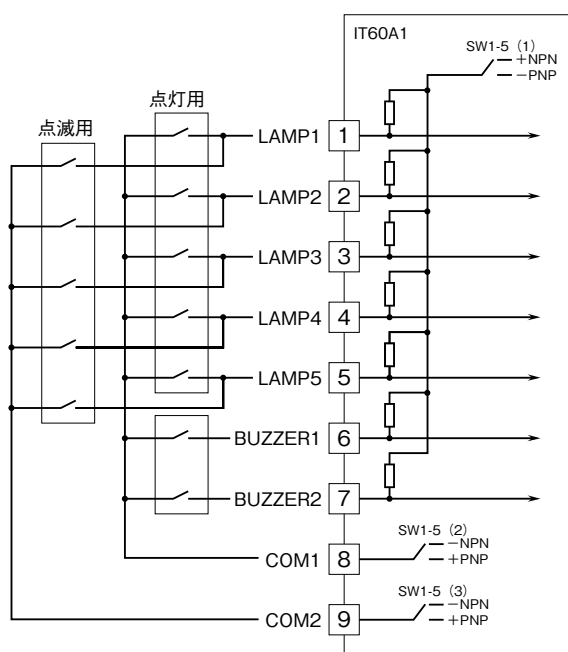 IT60A1
SW1-5（1）
＋NPN
－PNP
点灯用
点滅用
LAMP1 1
LAMP2 2
LAMP3 3
LAMP4 4
LAMP5 5
BUZZER1 6
BUZZER2 7
SW1-5（2）
－NPN
＋PNP
COM1 8
SW1-5（3）
－NPN
＋PNP
COM2 9